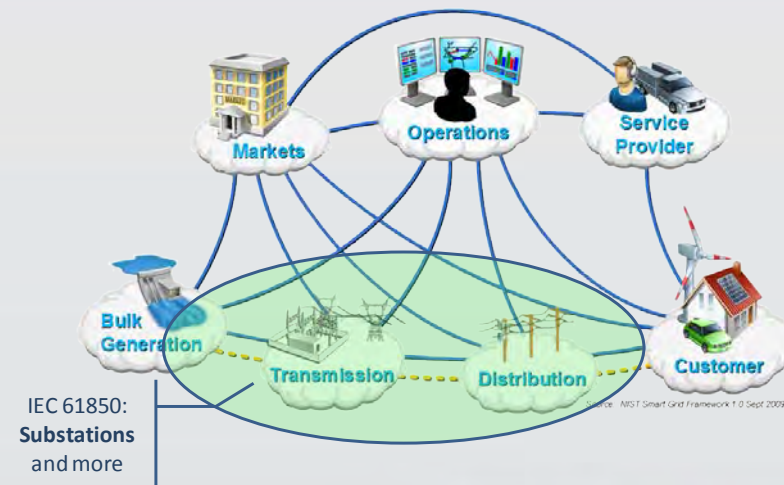 Markets
Operations
Service
Provider
Bulk
Generation
Transmission
Distribution
Customer
Source: NIST Smart Grid Framework 1.0 Sept 2009
IEC 61850:
Substations
and more